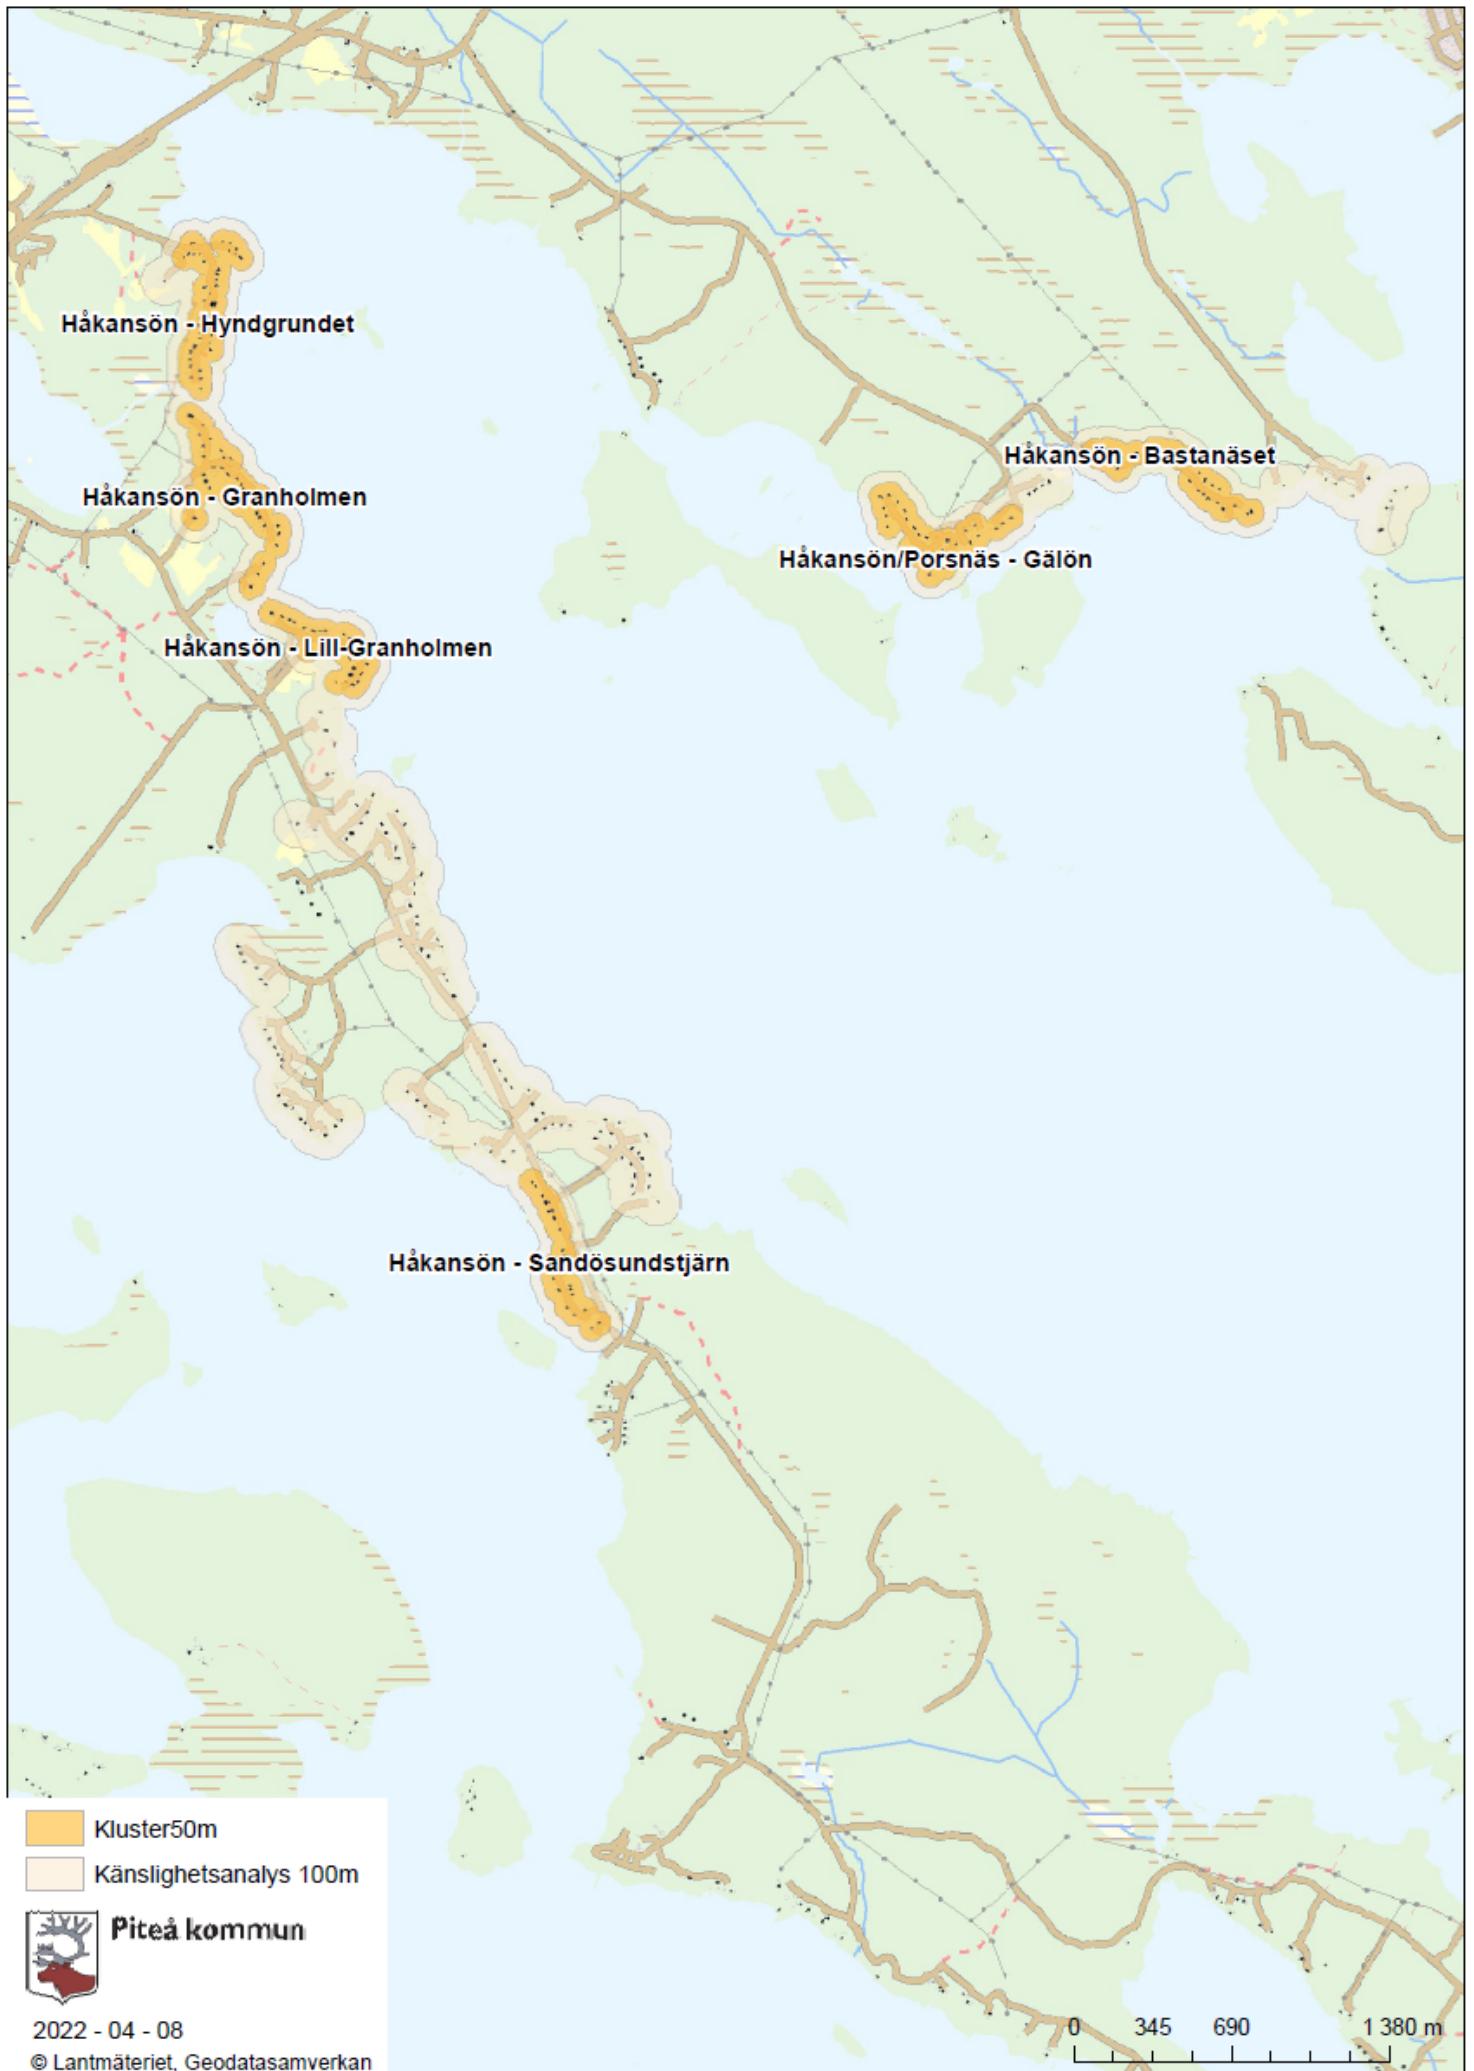 Håkansön - Hyndgrundet
Håkansön - Bastanäset
Håkansön - Granholmen
Håkansön/Porsnäs - Gälön
Håkansön - Lill-Granholmen
Håkansön - Sandösundstjärn
Kluster50m
Känslighetsanalys 100m
Piteå kommun
2022 - 04 - 08
© Lantmäteriet, Geodatasamverkan
0 345 690 1 380 m